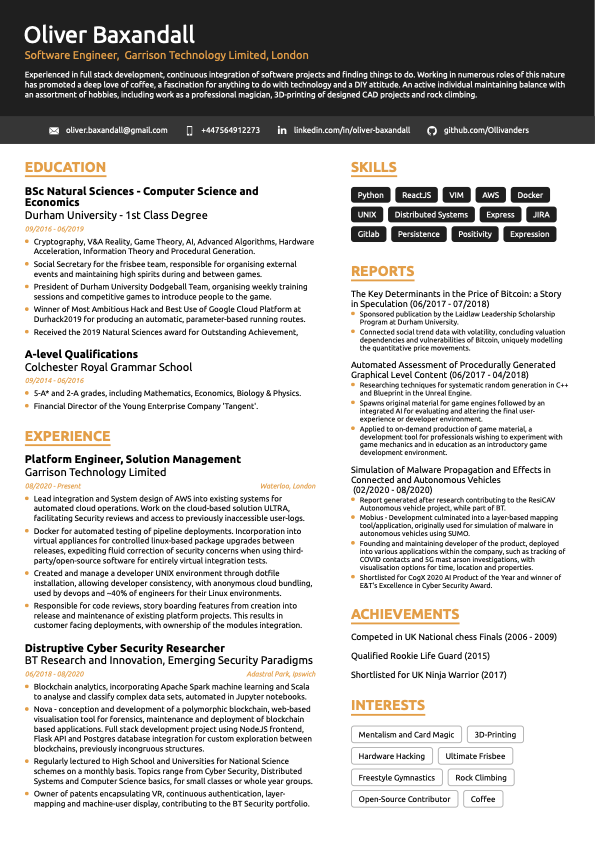 Oliver Baxandall
Software Engineer,  Garrison Technology Limited, London
Experienced in full stack development, continuous integration of software projects and finding things to do. Working in numerous roles of this nature
has promoted a deep love of coffee, a fascination for anything to do with technology and a DIY attitude. An active individual maintaining balance with
an assortment of hobbies, including work as a professional magician, 3D-printing of designed CAD projects and rock climbing.
oliver.baxandall@gmail.com
+447564912273
linkedin.com/in/oliver-baxandall
github.com/Ollivanders
EDUCATION
BSc Natural Sciences - Computer Science and
Economics
Durham University - 1st Class Degree
09/2016 - 06/2019
Cryptography, V&A Reality, Game Theory, AI, Advanced Algorithms, Hardware
Acceleration, Information Theory and Procedural Generation.
Social Secretary for the frisbee team, responsible for organising external
events and maintaining high spirits during and between games.
President of Durham University Dodgeball Team, organising weekly training
sessions and competitive games to introduce people to the game.
Winner of Most Ambitious Hack and Best Use of Google Cloud Platform at
Durhack2019 for producing an automatic, parameter-based running routes.
Received the 2019 Natural Sciences award for Outstanding Achievement,
A-level Qualifications
Colchester Royal Grammar School
09/2014 - 06/2016
5-A* and 2-A grades, including Mathematics, Economics, Biology & Physics.
Financial Director of the Young Enterprise Company 'Tangent'.
EXPERIENCE
Platform Engineer, Solution Management
Garrison Technology Limited
08/2020 - Present
Waterloo, London
Lead integration and System design of AWS into existing systems for
automated cloud operations. Work on the cloud-based solution ULTRA,
facilitating Security reviews and access to previously inaccessible user-logs.
Docker for automated testing of pipeline deployments. Incorporation into
virtual appliances for controlled linux-based package upgrades between
releases, expediting fluid correction of security concerns when using third-
party/open-source software for entirely virtual integration tests.
Created and manage a developer UNIX environment through dotfile
installation, allowing developer consistency, with anonymous cloud bundling,
used by devops and ~40% of engineers for their Linux environments.
Responsible for code reviews, story boarding features from creation into
release and maintenance of existing platform projects. This results in
customer facing deployments, with ownership of the modules integration.
Distruptive Cyber Security Researcher
BT Research and Innovation, Emerging Security Paradigms
06/2018 - 08/2020
Adastral Park, Ipschwich
Blockchain analytics, incorporating Apache Spark machine learning and Scala
to analyse and classify complex data sets, automated in Jupyter notebooks.
Nova - conception and development of a polymorphic blockchain, web-based
visualisation tool for forensics, maintenance and deployment of blockchain
based applications. Full stack development project using NodeJS frontend,
Flask API and Postgres database integration for custom exploration between
blockchains, previously incongruous structures.
Regularly lectured to High School and Universities for National Science
schemes on a monthly basis. Topics range from Cyber Security, Distributed
Systems and Computer Science basics, for small classes or whole year groups.
Owner of patents encapsulating VR, continuous authentication, layer-
mapping and machine-user display, contributing to the BT Security portfolio.
SKILLS
Python
ReactJS
VIM
AWS
Docker
UNIX
Distributed Systems
Express
JIRA
Gitlab
Persistence
Positivity
Expression
REPORTS
The Key Determinants in the Price of Bitcoin: a Story
in Speculation (06/2017 - 07/2018)
Sponsored publication by the Laidlaw Leadership Scholarship
Program at Durham University.
Connected social trend data with volatility, concluding valuation
dependencies and vulnerabilities of Bitcoin, uniquely modelling
the quantitative price movements.
Automated Assessment of Procedurally Generated
Graphical Level Content (06/2017 - 04/2018)
Researching techniques for systematic random generation in C++
and Blueprint in the Unreal Engine.
Spawns original material for game engines followed by an
integrated AI for evaluating and altering the final user-
experience or developer environment.
Applied to on-demand production of game material, a
development tool for professionals wishing to experiment with
game mechanics and in education as an introductory game
development environment.
Simulation of Malware Propagation and Effects in
Connected and Autonomous Vehicles
(02/2020 - 08/2020)
Report generated after research contributing to the ResiCAV
Autonomous vehicle project, while part of BT.
Mobius - Development culminated into a layer-based mapping
tool/application, originally used for simulation of malware in
autonomous vehicles using SUMO.
Founding and maintaining developer of the product, deployed
into various applications within the company, such as tracking of
COVID contacts and 5G mast arson investigations, with
visualisation options for time, location and properties.
Shortlisted for CogX 2020 AI Product of the Year and winner of
E&T's Excellence in Cyber Security Award.
ACHIEVEMENTS
Competed in UK National chess Finals (2006 - 2009)
Qualified Rookie Life Guard (2015)
Shortlisted for UK Ninja Warrior (2017)
INTERESTS
Mentalism and Card Magic
3D-Printing
Hardware Hacking
Ultimate Frisbee
Freestyle Gymnastics
Rock Climbing
Open-Source Contributor
Coffee